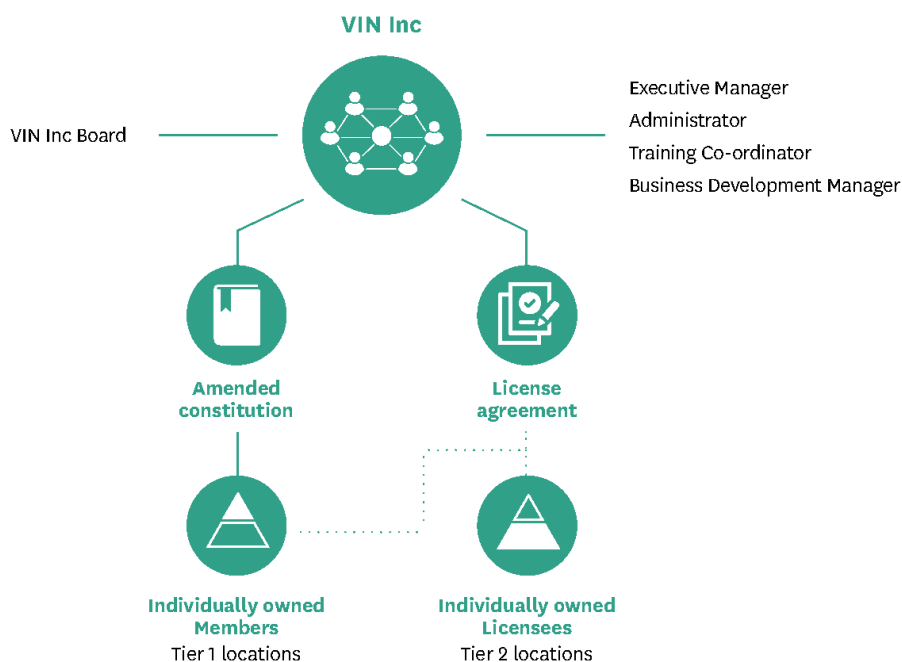 VIN Inc
VIN Inc Board
Executive Manager
Administrator
Training Co-ordinator
Business Development Manager
Amended
constitution
License
agreement
Individually owned
Members
Tier 1 locations
Individually owned
Licensees
Tier 2 locations